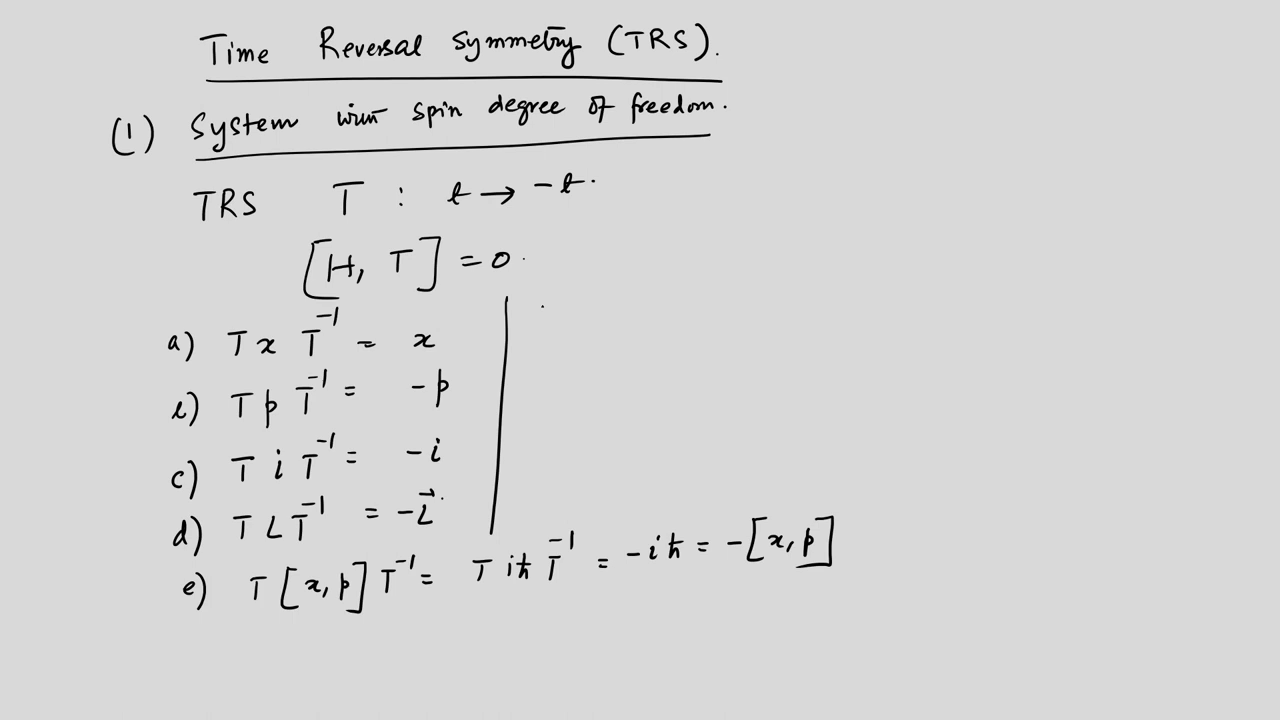 Time Reversal Symmetry (TRS).
(1) System with spin degree of freedom.
TRS T : t → -t.
[H, T] = 0.
a) T x T⁻¹ = x
T p T⁻¹ = -p
c) T i T⁻¹ = -i
d) T L T⁻¹ = -L⃗.
e) T [x, p] T⁻¹ = T iħ T⁻¹ = -iħ = -[x, p]